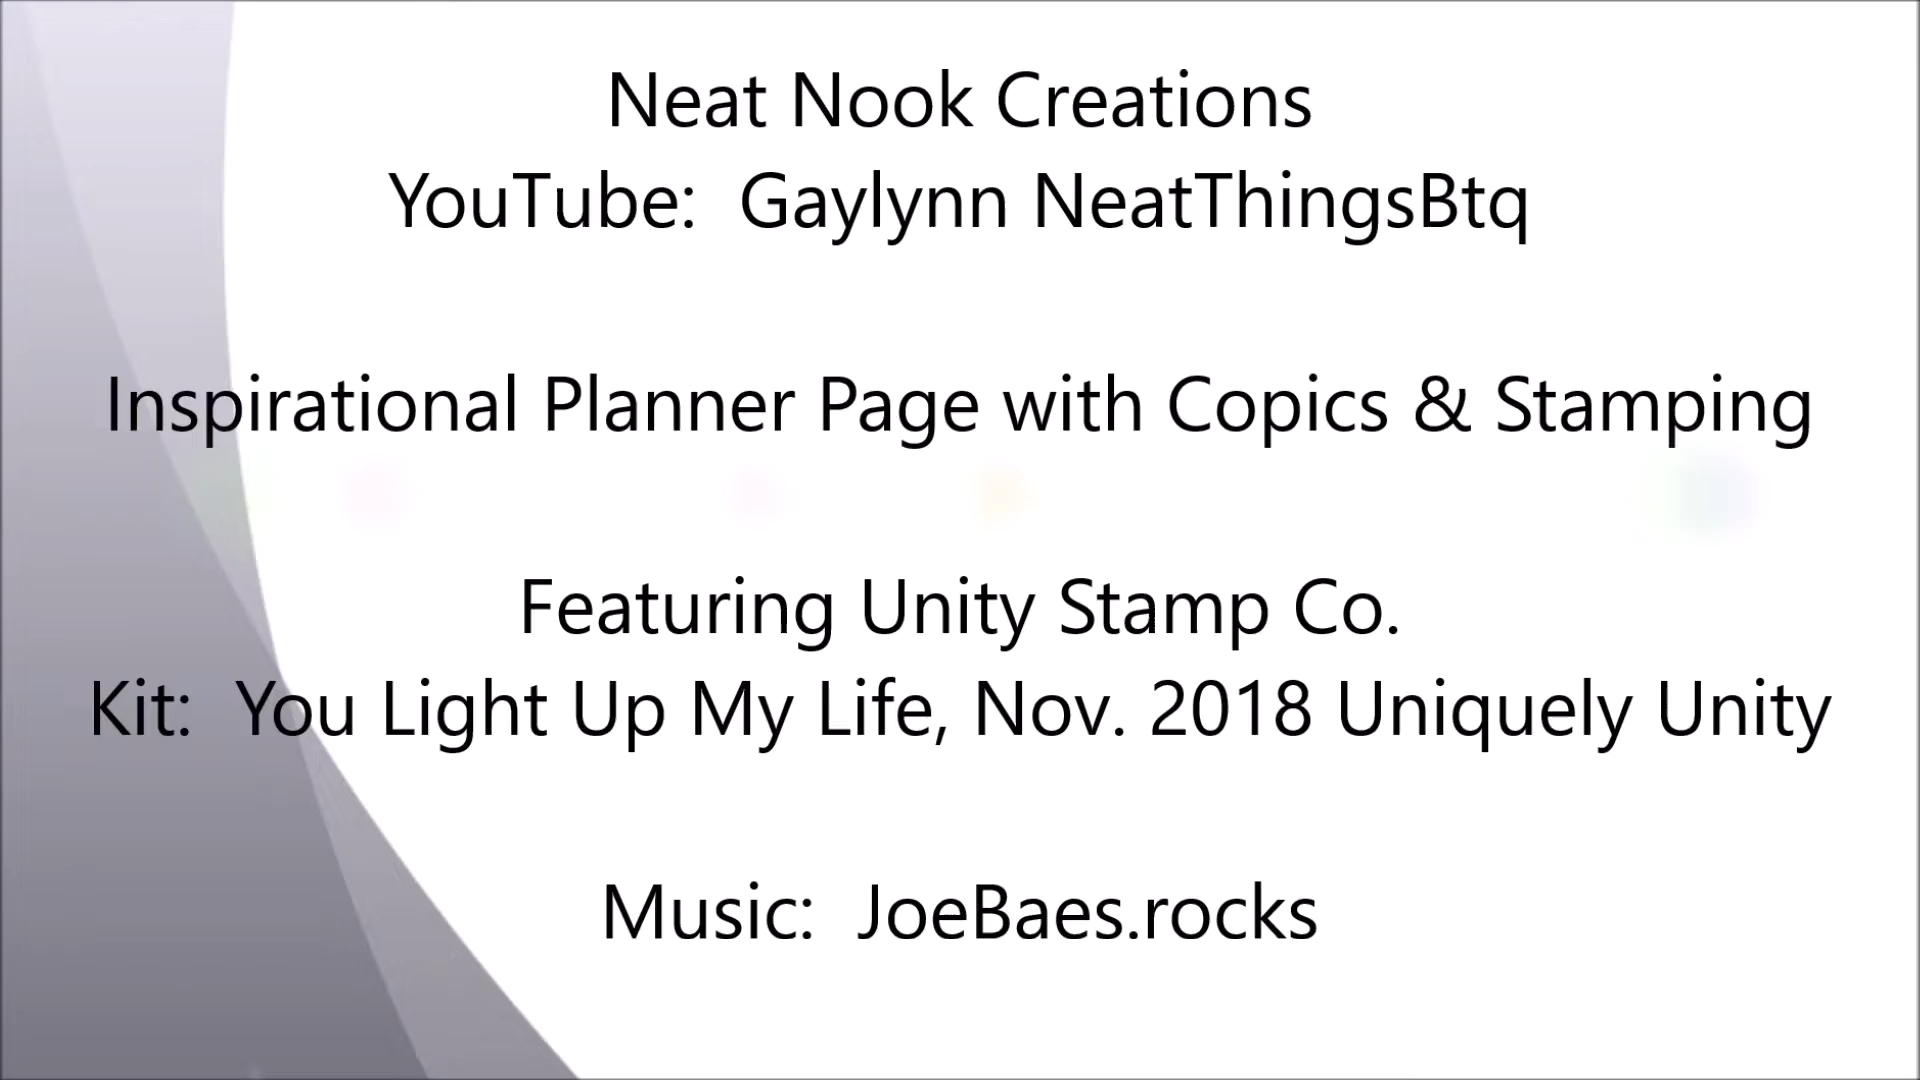 Neat Nook Creations
YouTube:  Gaylynn NeatThingsBtq
Inspirational Planner Page with Copics & Stamping
Featuring Unity Stamp Co.
Kit:  You Light Up My Life, Nov. 2018 Uniquely Unity
Music:  JoeBaes.rocks